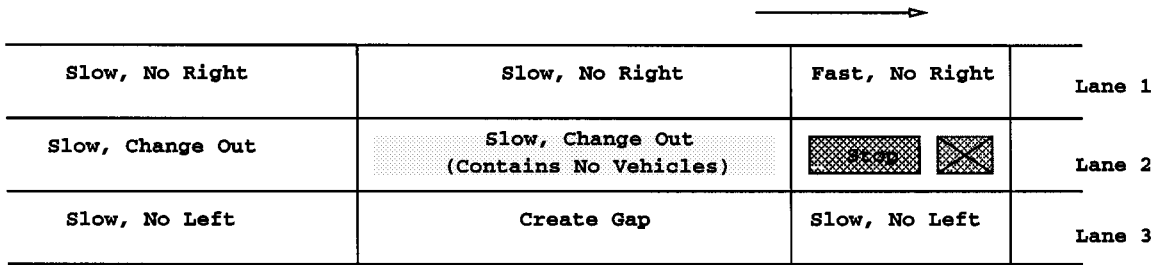 Slow, No Right Slow, No Right Fast, No Right Lane 1
Slow, Change Out Slow, Change Out
(Contains No Vehicles) Stop Lane 2
Slow, No Left Create Gap Slow, No Left Lane 3